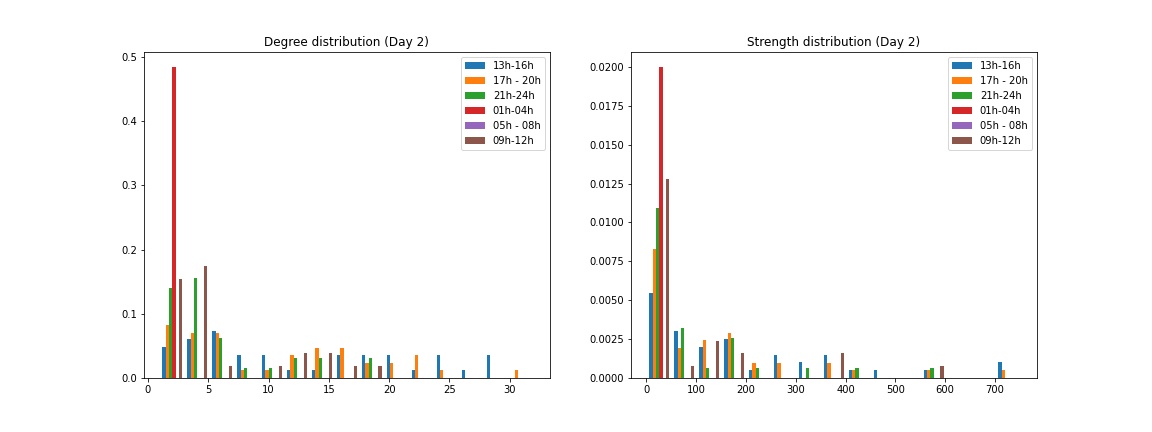 Degree distribution (Day 2)
0.5
0.4
0.3
0.2
0.1
0.0
0 5 10 15 20 25 30
13h-16h
17h - 20h
21h-24h
01h-04h
05h - 08h
09h-12h
Strength distribution (Day 2)
0.0200
0.0175
0.0150
0.0125
0.0100
0.0075
0.0050
0.0025
0.0000
0 100 200 300 400 500 600 700
13h-16h
17h - 20h
21h-24h
01h-04h
05h - 08h
09h-12h